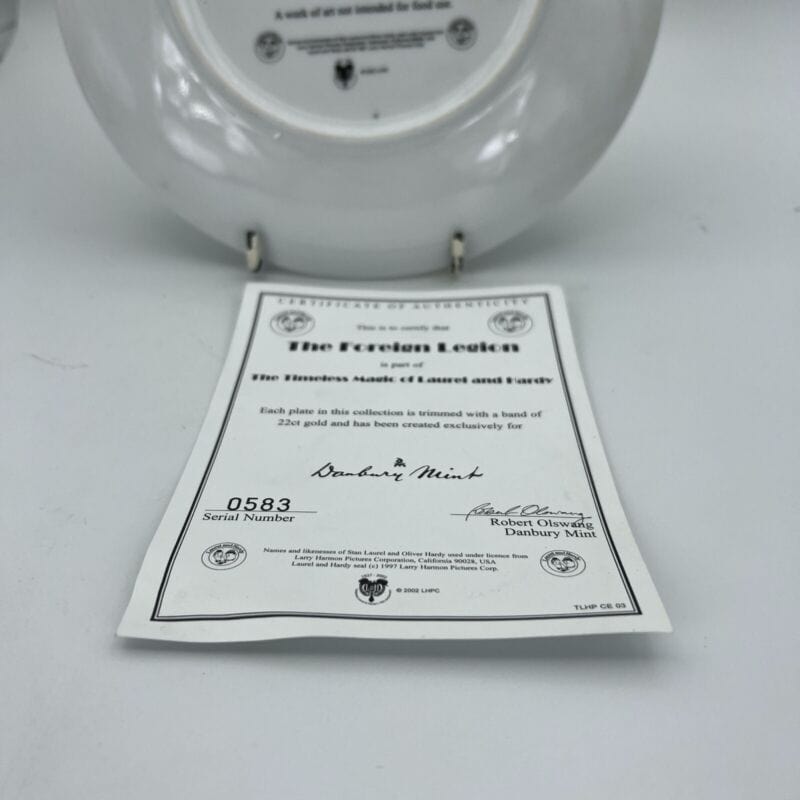 A work of art not intended for food use.
CERTIFICATE OF AUTHENTICITY
This is to certify that
The Foreign Legion
is part of
The Timeless Magic of Laurel and Hardy
Each plate in this collection is trimmed with a band of
22ct gold and has been created exclusively for
Danbury Mint
0583
Serial Number
Robert Olswang
Robert Olswang
Danbury Mint
Names and likenesses of Stan Laurel and Oliver Hardy used under licence from
Larry Harmon Pictures Corporation, California 90028, USA
Laurel and Hardy seal (c) 1997 Larry Harmon Pictures Corp.
© 2002 LHPC
TLHP CE 03